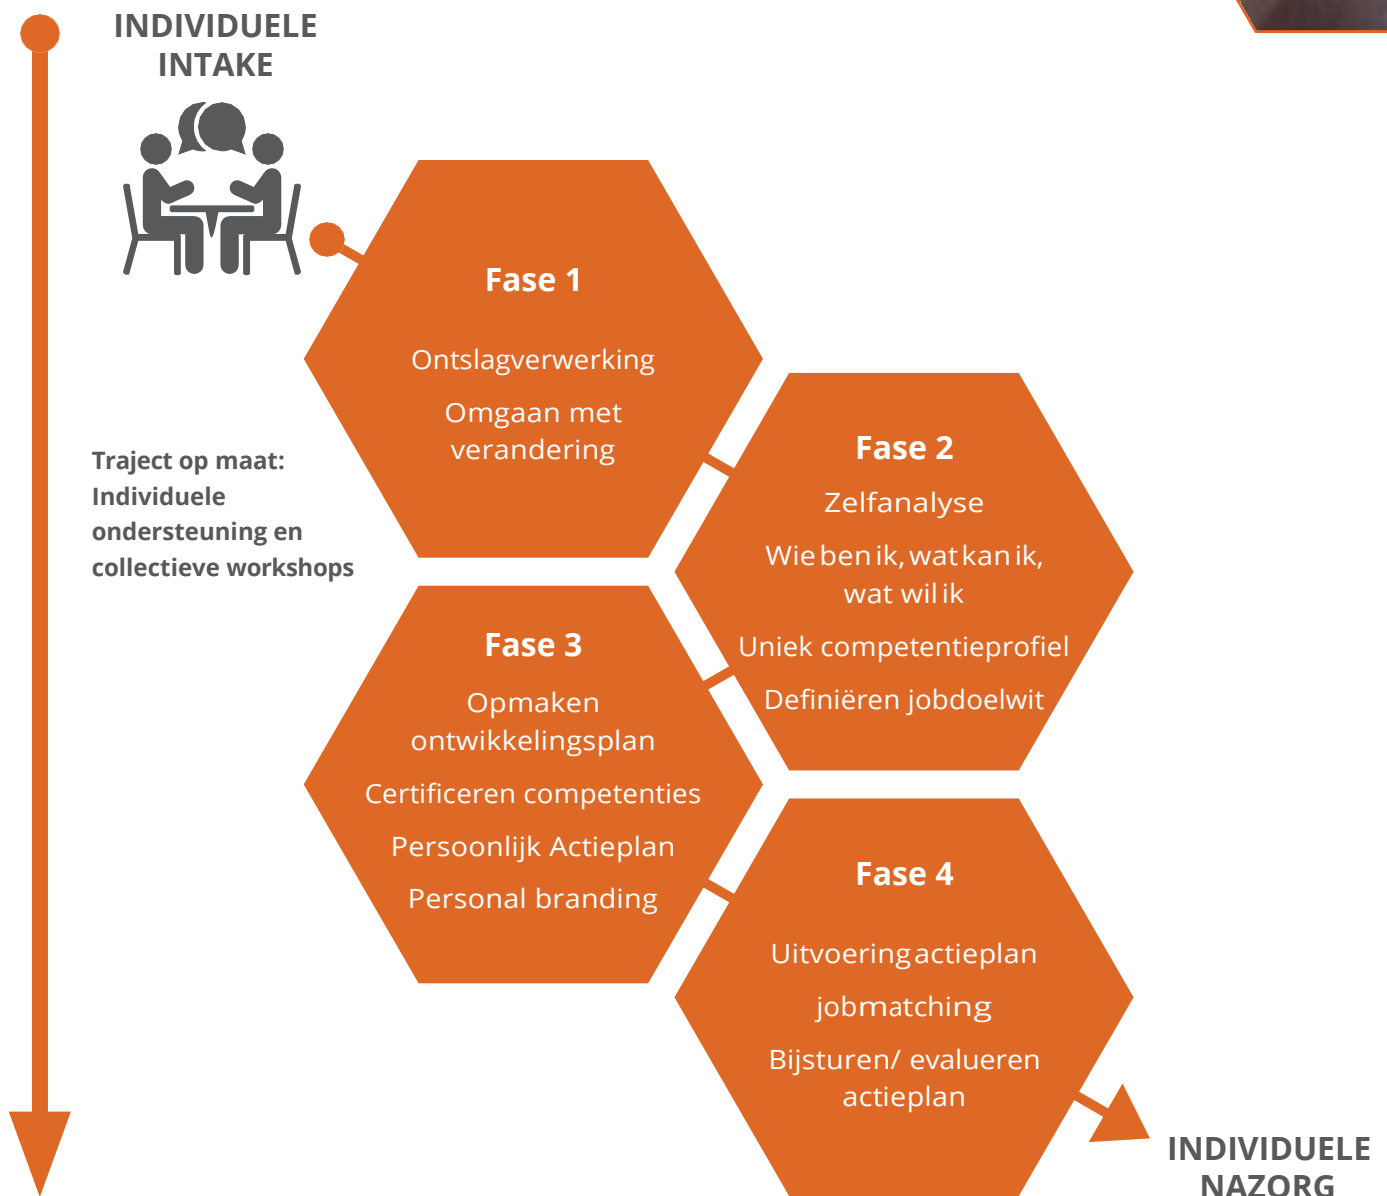 INDIVIDUELE
INTAKE
Fase 1
Ontslagverwerking
Omgaan met
verandering
Traject op maat:
Individuele
ondersteuning en
collectieve workshops
Fase 2
Zelfanalyse
Wie ben ik, wat kan ik,
wat wil ik
Uniek competentieprofiel
Definiëren jobdoelwit
Fase 3
Opmaken
ontwikkelingsplan
Certificeren competenties
Persoonlijk Actieplan
Personal branding
Fase 4
Uitvoering actieplan
jobmatching
Bijsturen/ evalueren
actieplan
INDIVIDUELE
NAZORG